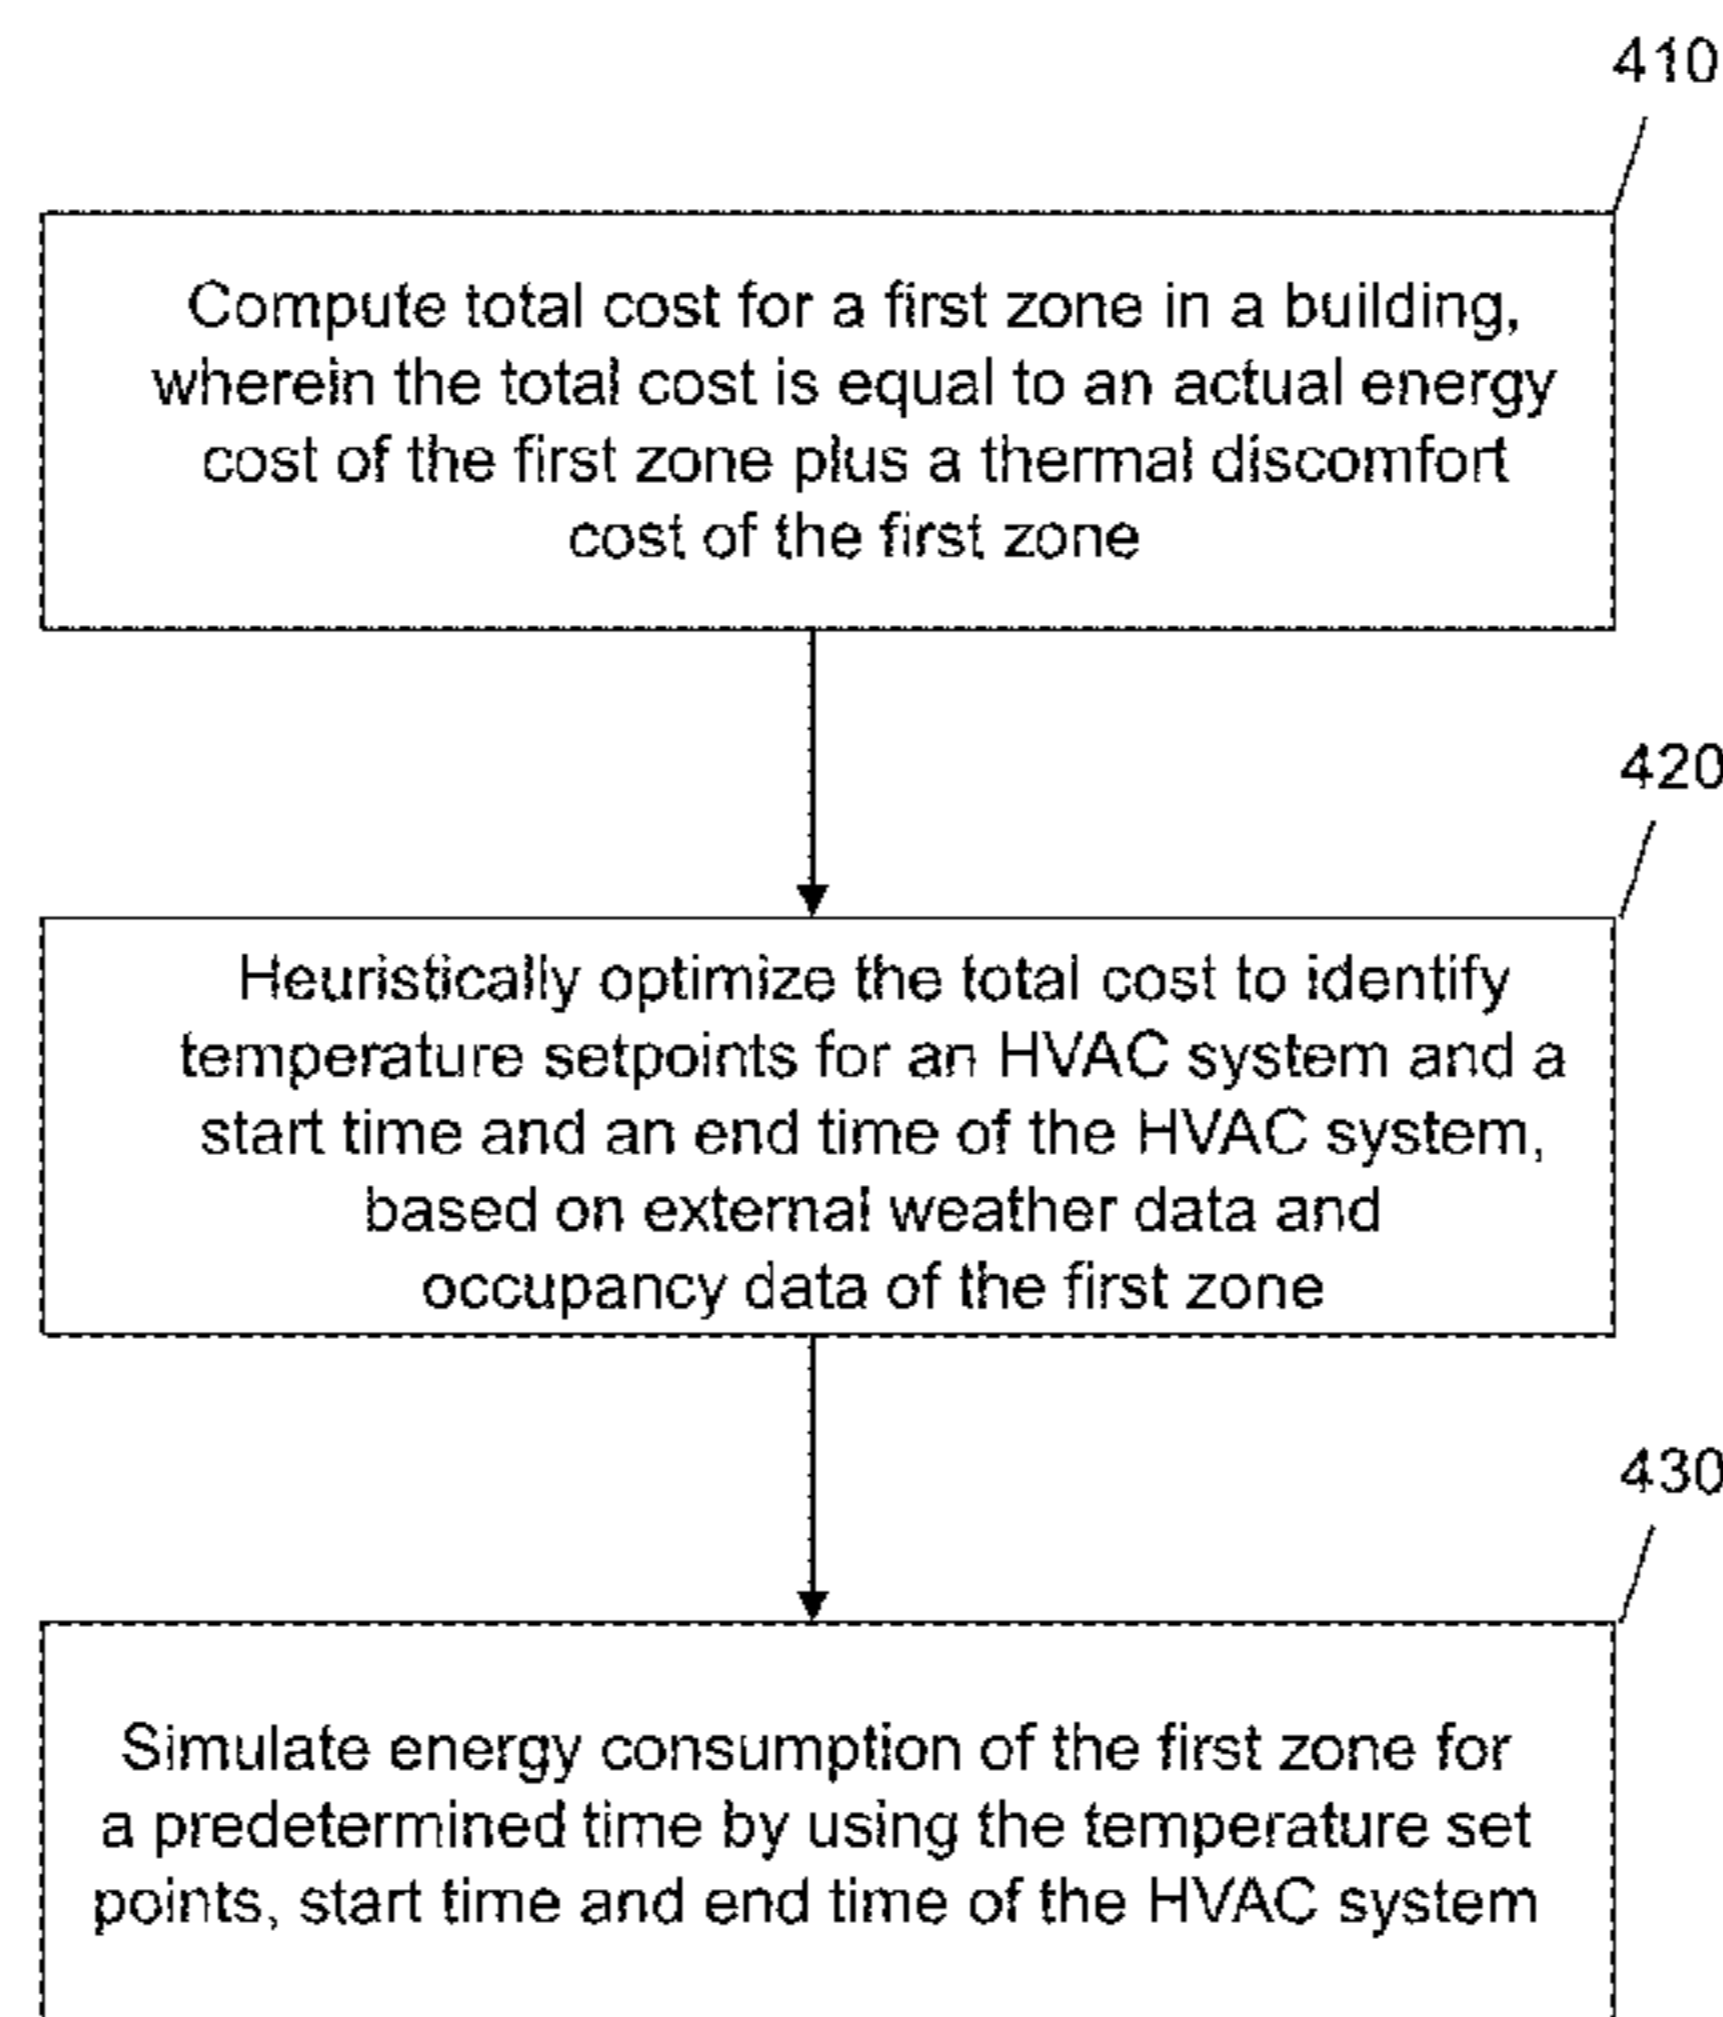 410
Compute total cost for a first zone in a building,
wherein the total cost is equal to an actual energy
cost of the first zone plus a thermal discomfort
cost of the first zone
420
Heuristically optimize the total cost to identify
temperature setpoints for an HVAC system and a
start time and an end time of the HVAC system,
based on external weather data and
occupancy data of the first zone
430
Simulate energy consumption of the first zone for
a predetermined time by using the temperature set
points, start time and end time of the HVAC system